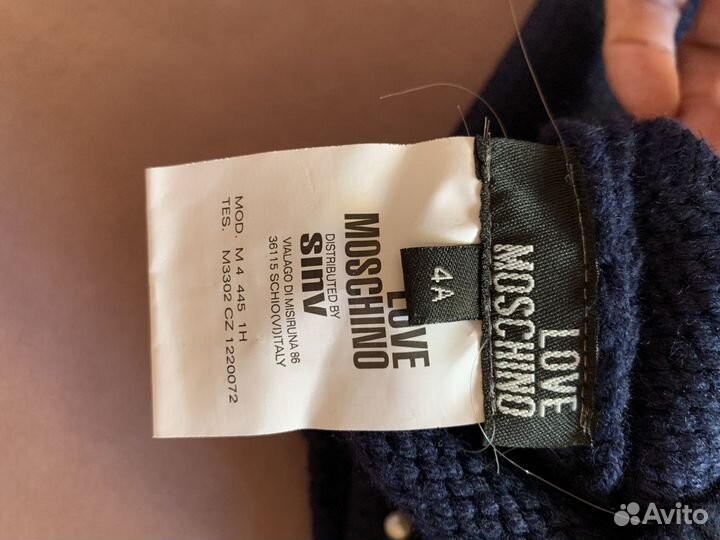 LOVE
MOSCHINO
4A
LOVE
MOSCHINO
DISTRIBUTED BY
sinv
VIALAGO DI MISIRUNA 86
36115 SCHIO(VI)ITALY
MOD. M 4 445 1H
TES. M3302 CZ 1220072
Avito